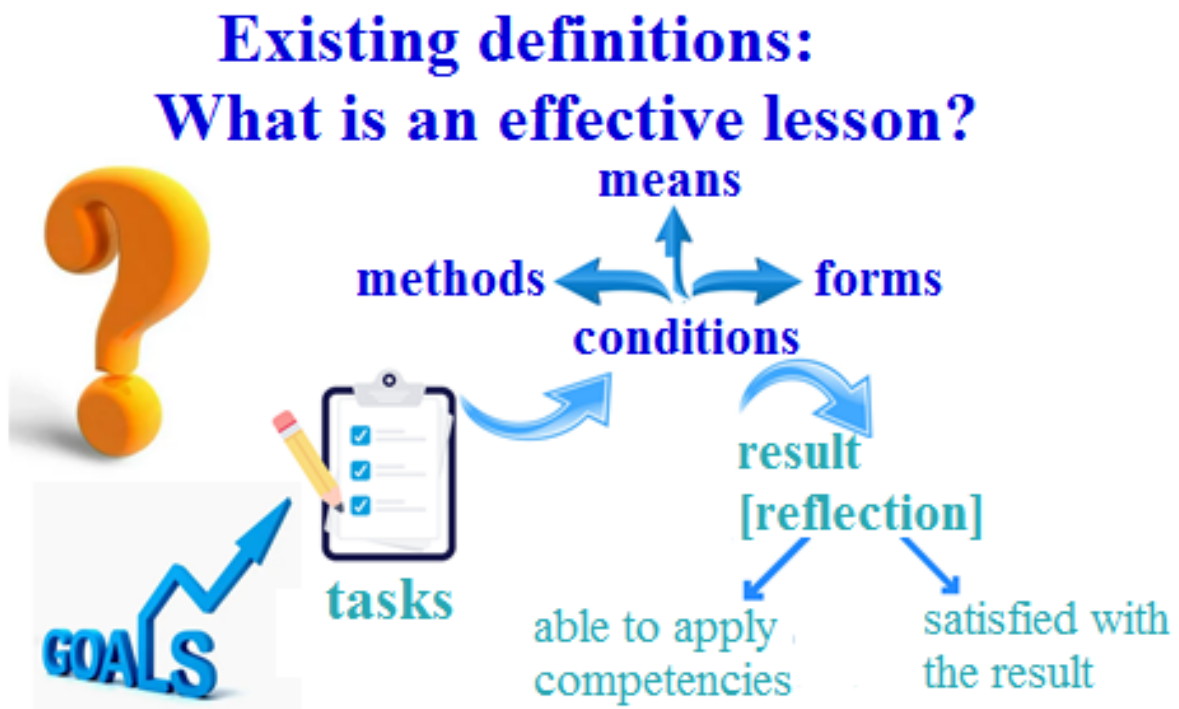 Existing definitions:
What is an effective lesson?
means
methods
forms
conditions
result
[reflection]
GOALS
tasks
able to apply
competencies
satisfied with
the result